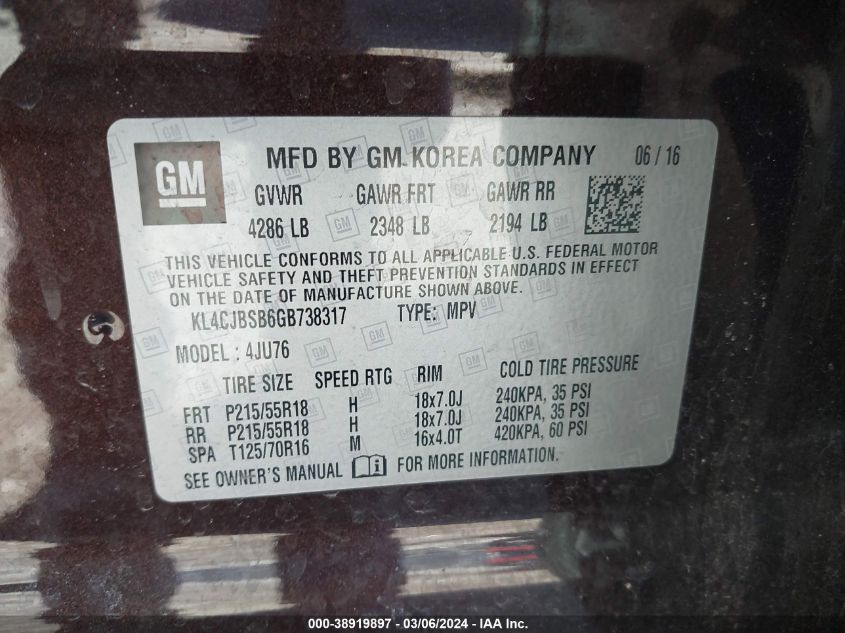 GM
MFD BY GM KOREA COMPANY 06 / 16
GVWR GAWR FRT GAWR RR
4286 LB 2348 LB 2194 LB
THIS VEHICLE CONFORMS TO ALL APPLICABLE U.S. FEDERAL MOTOR
VEHICLE SAFETY AND THEFT PREVENTION STANDARDS IN EFFECT
ON THE DATE OF MANUFACTURE SHOWN ABOVE.
KL4CJBSB6GB738317 TYPE: MPV
MODEL : 4JU76
TIRE SIZE SPEED RTG RIM COLD TIRE PRESSURE
FRT P215/55R18 H 18x7.0J 240KPA, 35 PSI
RR P215/55R18 H 18x7.0J 240KPA, 35 PSI
SPA T125/70R16 M 16x4.0T 420KPA, 60 PSI
SEE OWNER'S MANUAL FOR MORE INFORMATION.
000-38919897 - 03/06/2024 - IAA Inc.